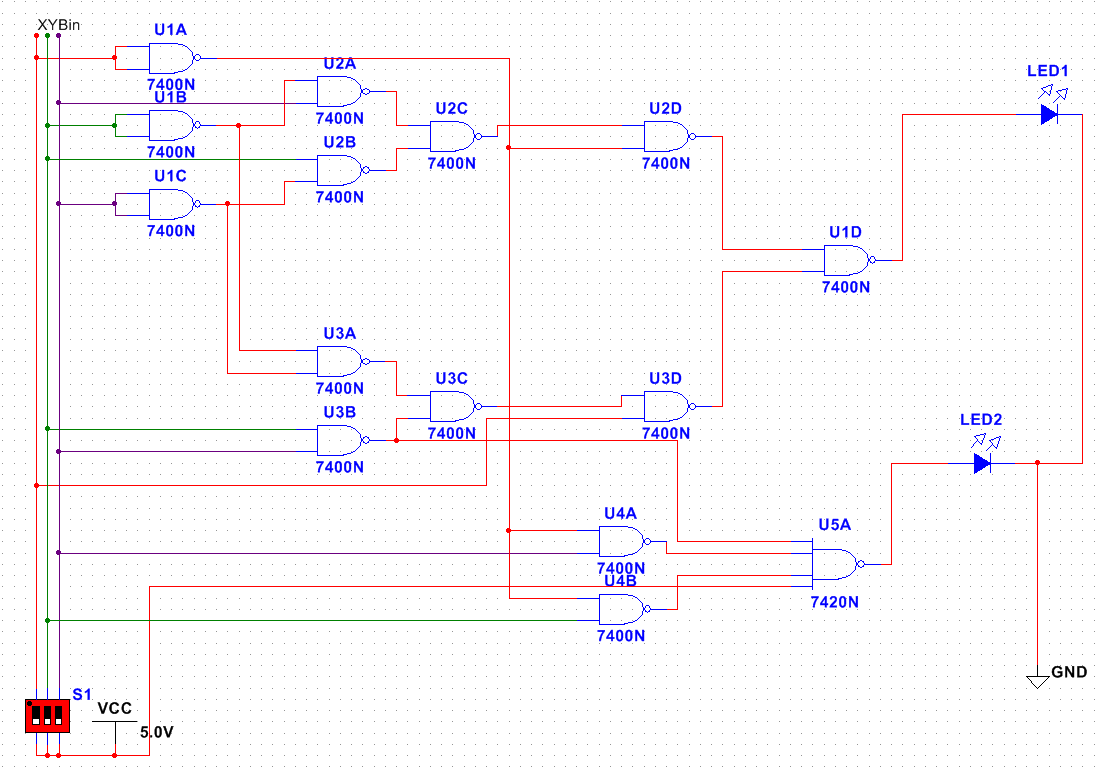 XYBin
U1A
7400N
U2A
7400N
U1B
7400N
U2C
7400N
U2D
7400N
LED1
U2B
7400N
U1C
7400N
U1D
7400N
U3A
7400N
U3C
7400N
U3D
7400N
U3B
7400N
LED2
U4A
7400N
U4B
7400N
U5A
7420N
GND
S1
VCC
5.0V